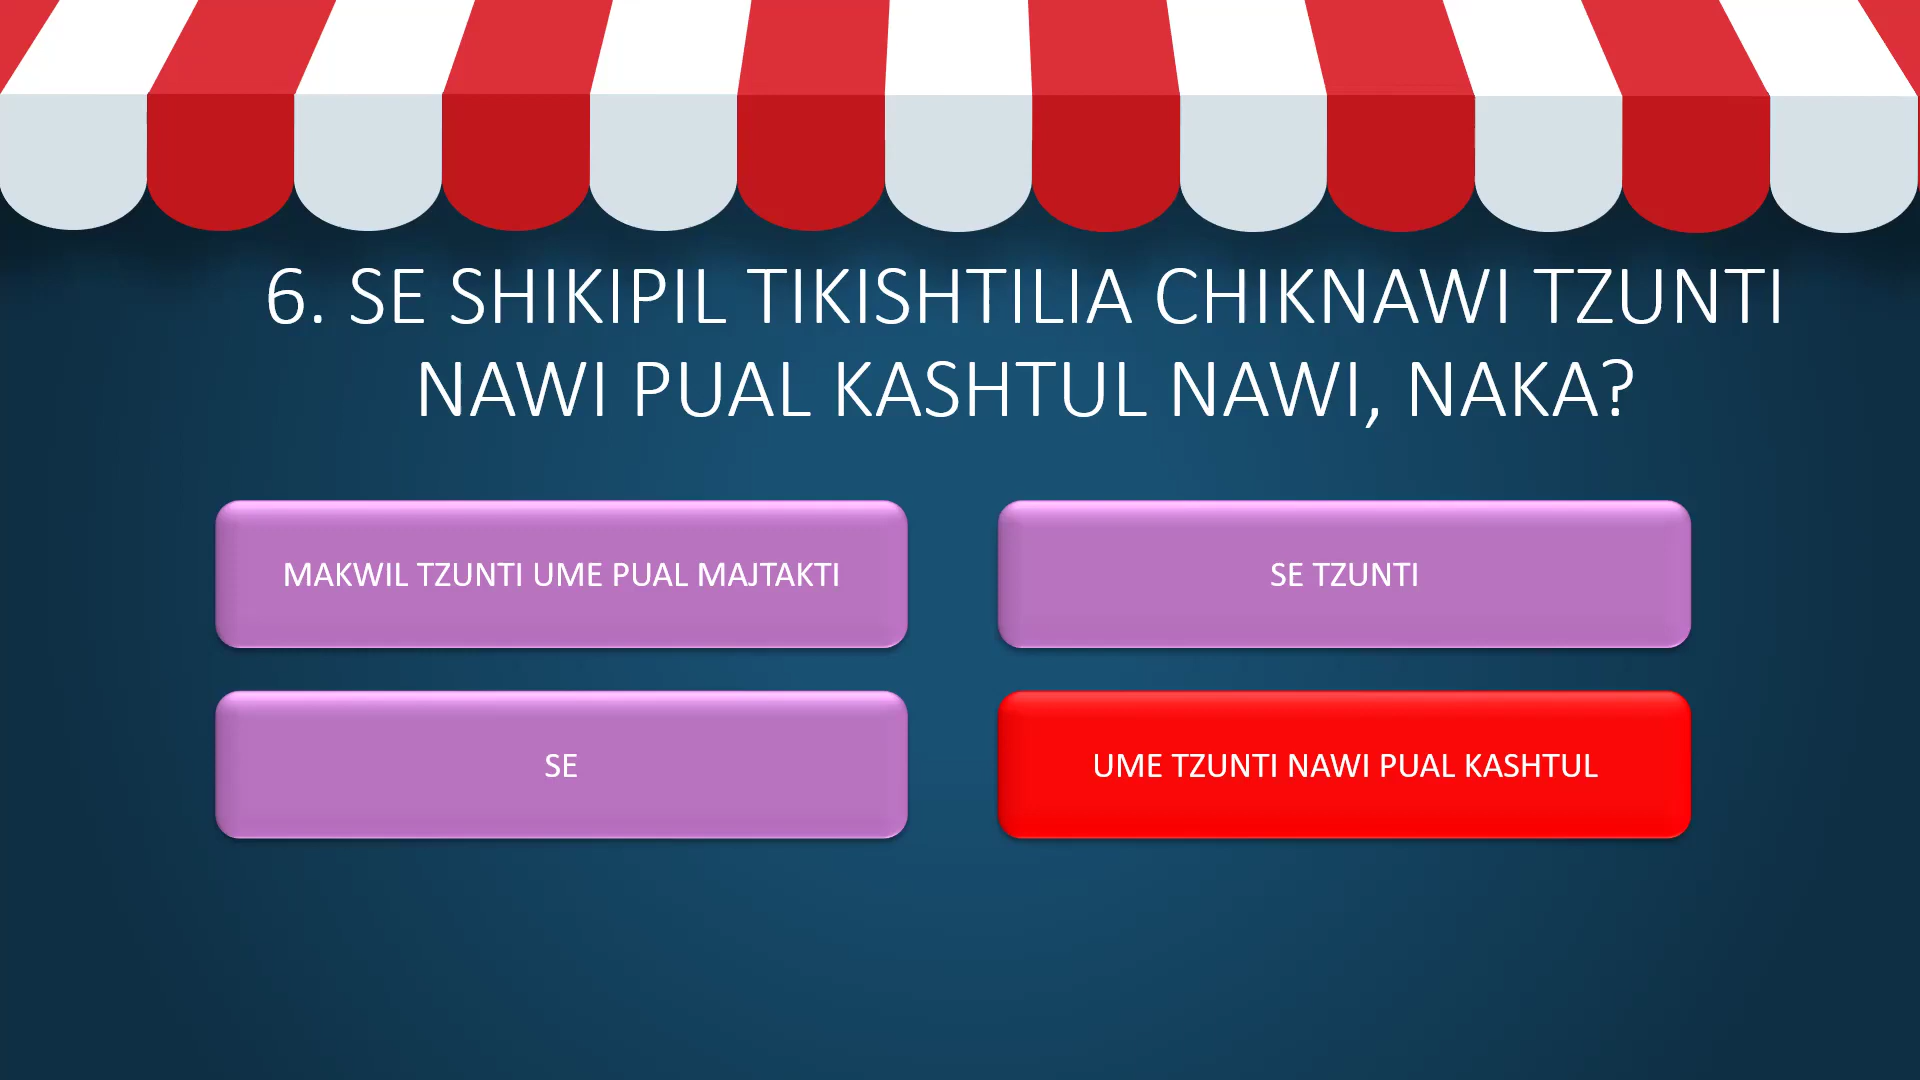 6. SE SHIKIPIL TIKISHTILIA CHIKNAWI TZUNTI
NAWI PUAL KASHTUL NAWI, NAKA?
MAKWIL TZUNTI UME PUAL MAJTAKTI
SE TZUNTI
SE
UME TZUNTI NAWI PUAL KASHTUL